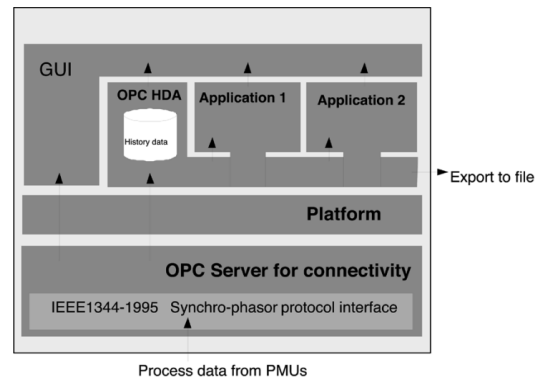 GUI
OPC HDA
Application 1
Application 2
History data
Export to file
Platform
OPC Server for connectivity
IEEE1344-1995 Synchro-phasor protocol interface
Process data from PMUs